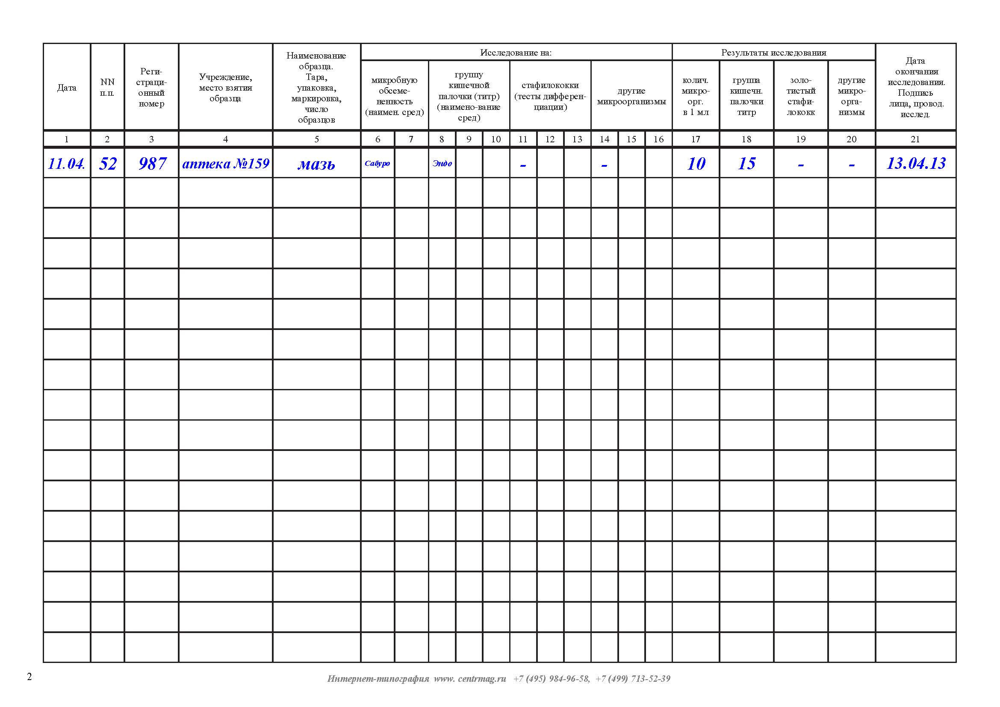 Исследование на:
Результаты исследования
Дата
NN
п.п.
Реги-
страци-
онный
номер
Учреждение,
место взятия
образца
Наименование
образца.
Тара,
упаковка,
маркировка,
число
образцов
микробную
обсеме-
ненность
(наимен. сред)
группу
кипечной
палочки (титр)
(наимено-вание
сред)
стафилококки
(тесты дифферен-
циации)
другие
микроорганизмы
колич.
микро-
орг.
в 1 мл
группа
кипечн.
палочки
титр
золо-
тистый
стафи-
лококк
другие
микро-
орга-
низмы
Дата
окончания
исследования.
Подпись
лица, провод.
исслед.
1 2 3 4 5 6 7 8 9 10 11 12 13 14 15 16 17 18 19 20 21
11.04. 52 987 аптека №159 мазь Сабуро Эндо - - 10 15 - - 13.04.13
2
Интернет-типография www. centrmag.ru +7 (495) 984-96-58, +7 (499) 713-52-39